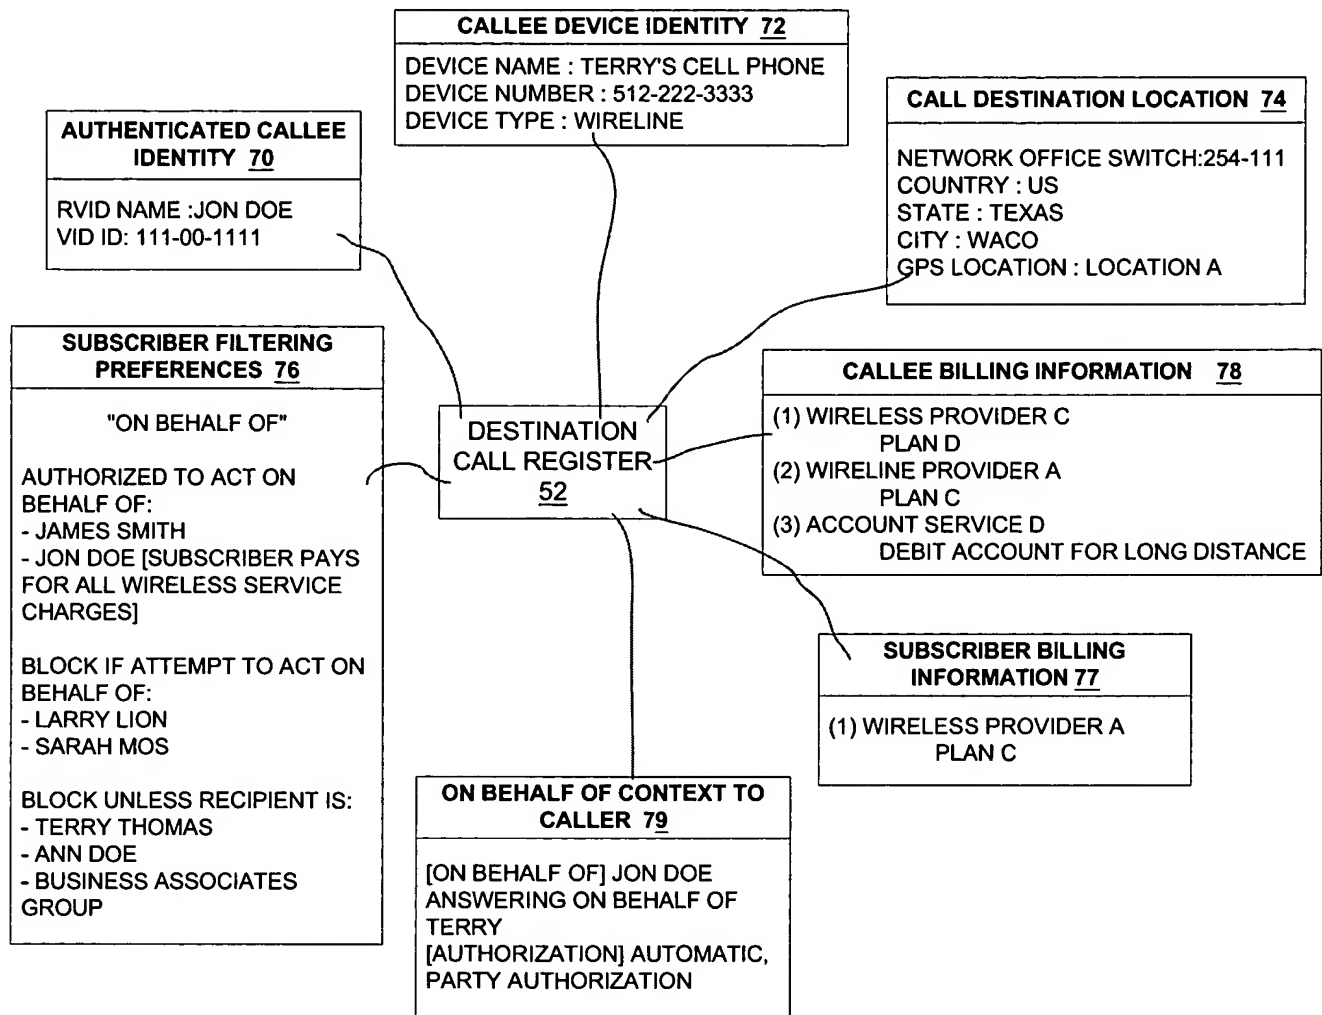 CALLEE DEVICE IDENTITY 72
DEVICE NAME : TERRY'S CELL PHONE
DEVICE NUMBER : 512-222-3333
DEVICE TYPE : WIRELINE
CALL DESTINATION LOCATION 74
NETWORK OFFICE SWITCH:254-111
COUNTRY : US
STATE : TEXAS
CITY : WACO
GPS LOCATION : LOCATION A
AUTHENTICATED CALLEE
IDENTITY 70
RVID NAME :JON DOE
VID ID: 111-00-1111
SUBSCRIBER FILTERING
PREFERENCES 76
"ON BEHALF OF"
AUTHORIZED TO ACT ON
BEHALF OF:
- JAMES SMITH
- JON DOE [SUBSCRIBER PAYS
FOR ALL WIRELESS SERVICE
CHARGES]
BLOCK IF ATTEMPT TO ACT ON
BEHALF OF:
- LARRY LION
- SARAH MOS
BLOCK UNLESS RECIPIENT IS:
- TERRY THOMAS
- ANN DOE
- BUSINESS ASSOCIATES
GROUP
DESTINATION
CALL REGISTER
52
CALLEE BILLING INFORMATION 78
(1) WIRELESS PROVIDER C
PLAN D
(2) WIRELINE PROVIDER A
PLAN C
(3) ACCOUNT SERVICE D
DEBIT ACCOUNT FOR LONG DISTANCE
SUBSCRIBER BILLING
INFORMATION 77
(1) WIRELESS PROVIDER A
PLAN C
ON BEHALF OF CONTEXT TO
CALLER 79
[ON BEHALF OF] JON DOE
ANSWERING ON BEHALF OF
TERRY
[AUTHORIZATION] AUTOMATIC,
PARTY AUTHORIZATION